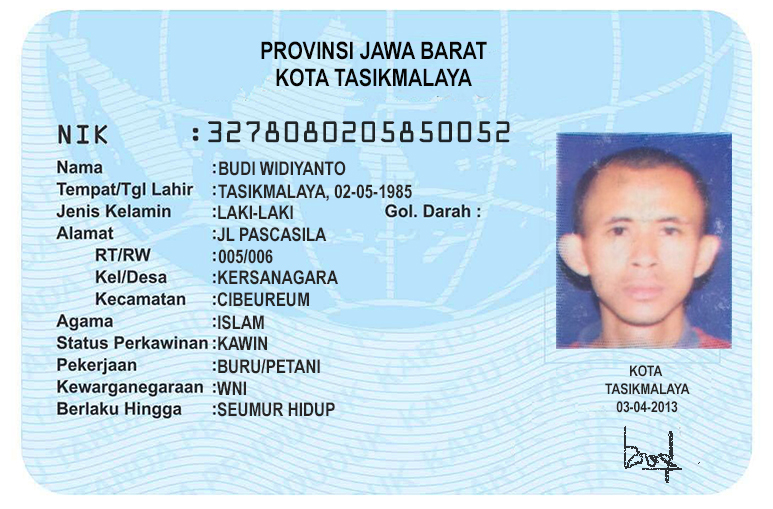 PROVINSI JAWA BARAT
KOTA TASIKMALAYA
NIK :3278080205850052
Nama :BUDI WIDIYANTO
Tempat/Tgl Lahir :TASIKMALAYA, 02-05-1985
Jenis Kelamin :LAKI-LAKI Gol. Darah :
Alamat :JL PASCASILA
RT/RW :005/006
Kel/Desa :KERSANAGARA
Kecamatan :CIBEUREUM
Agama :ISLAM
Status Perkawinan :KAWIN
Pekerjaan :BURU/PETANI
Kewarganegaraan :WNI
Berlaku Hingga :SEUMUR HIDUP
KOTA
TASIKMALAYA
03-04-2013